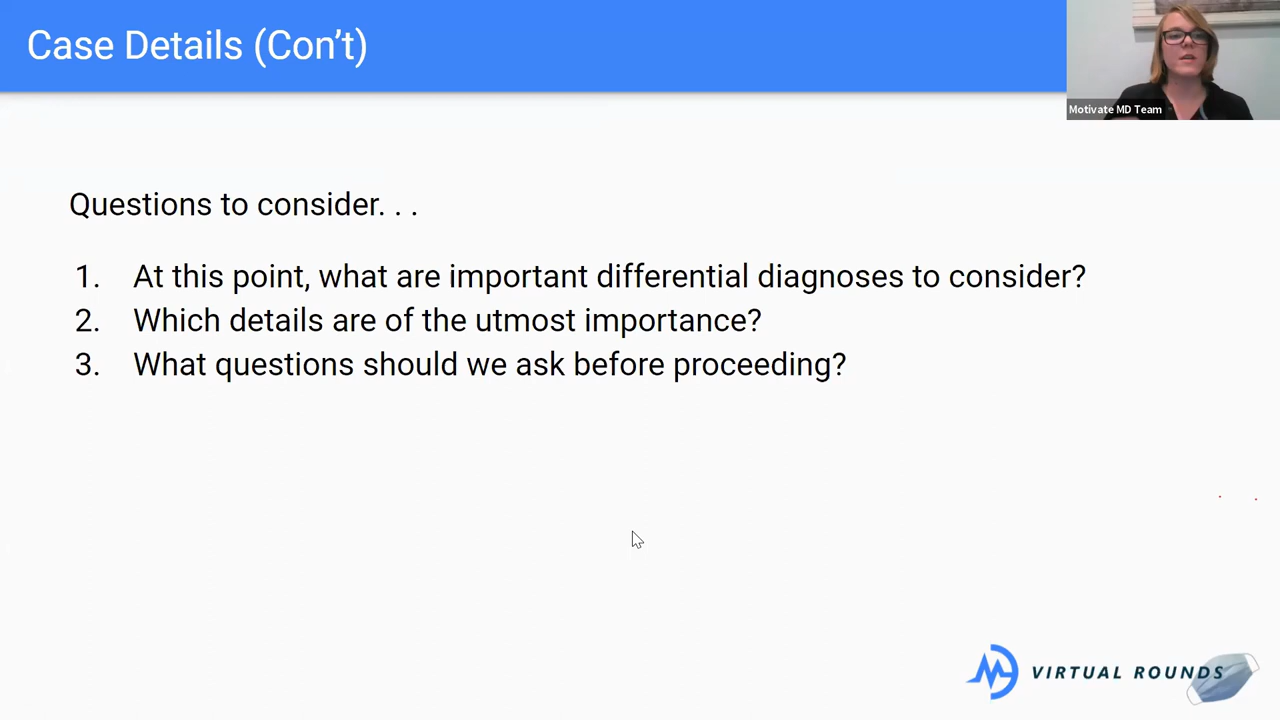 Case Details (Con’t)
Motivate MD Team
Questions to consider. . .
1. At this point, what are important differential diagnoses to consider?
2. Which details are of the utmost importance?
3. What questions should we ask before proceeding?
VIRTUAL ROUNDS